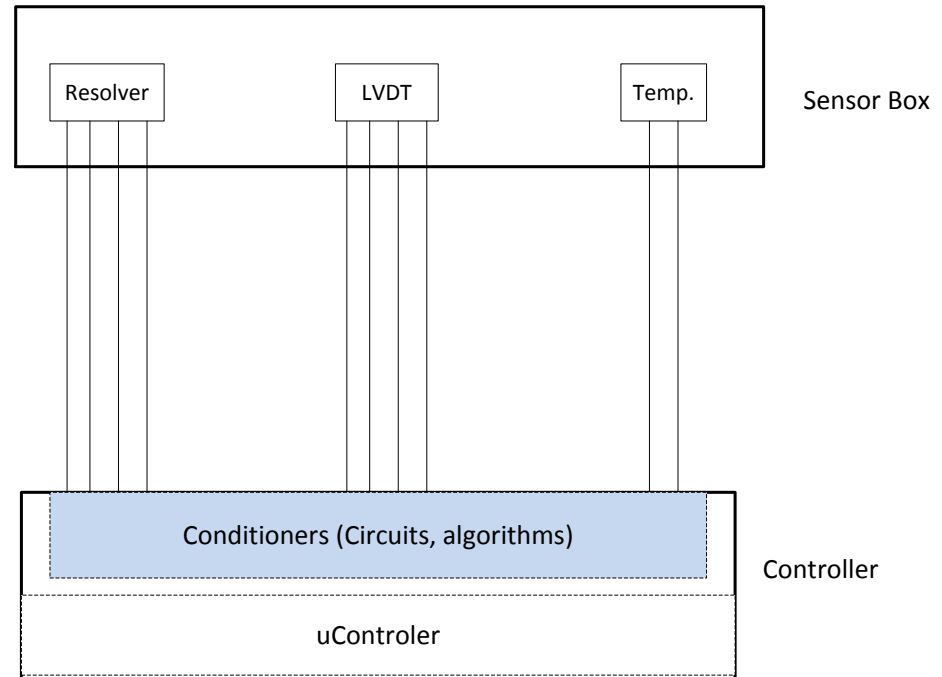 Resolver
LVDT
Temp.
Sensor Box
Conditioners (Circuits, algorithms)
Controller
uControler